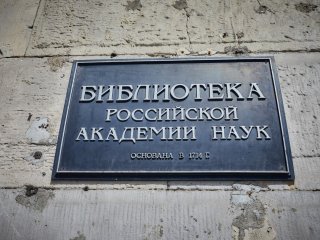 БИБЛИОТЕКА
РОССИЙСКОЙ
АКАДЕМИИ НАУК
ОСНОВАНА В 1714 Г.